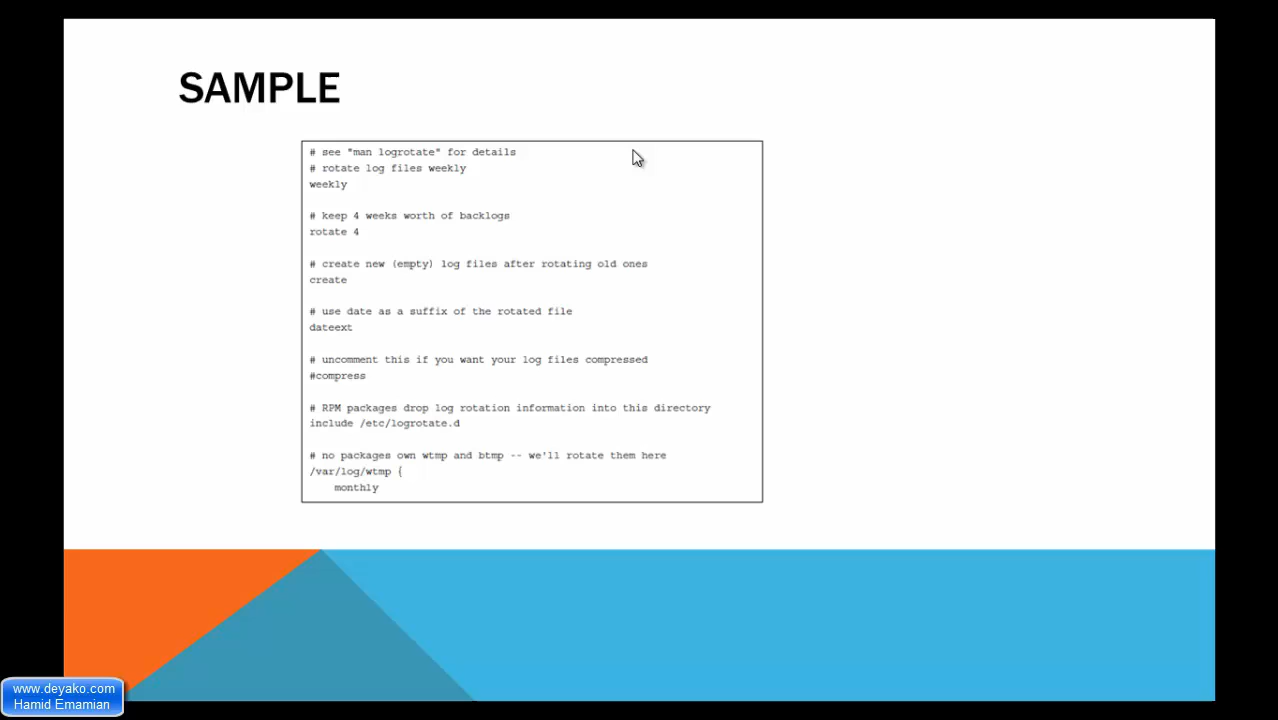 SAMPLE
# see "man logrotate" for details
# rotate log files weekly
weekly
# keep 4 weeks worth of backlogs
rotate 4
# create new (empty) log files after rotating old ones
create
# use date as a suffix of the rotated file
dateext
# uncomment this if you want your log files compressed
#compress
# RPM packages drop log rotation information into this directory
include /etc/logrotate.d
# no packages own wtmp and btmp -- we'll rotate them here
/var/log/wtmp {
monthly
www.deyako.com
Hamid Emamian